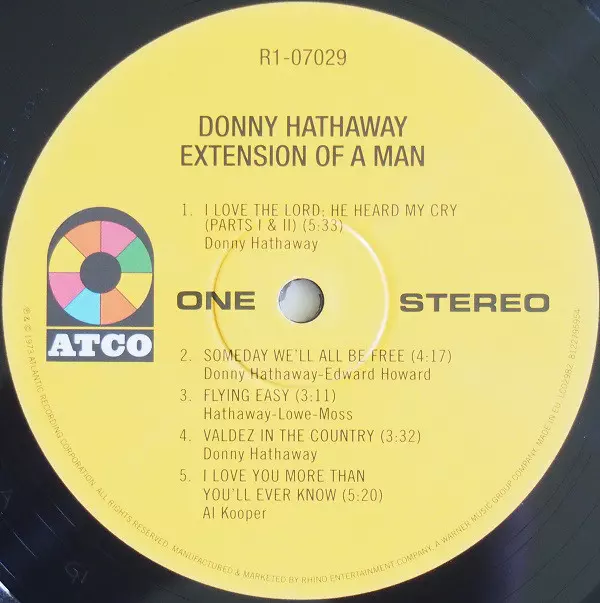 R1-07029
DONNY HATHAWAY
EXTENSION OF A MAN
1. I LOVE THE LORD; HE HEARD MY CRY
(PARTS I & II) (5:33)
Donny Hathaway
ATCO
ONE
STEREO
2. SOMEDAY WE'LL ALL BE FREE (4:17)
Donny Hathaway-Edward Howard
3. FLYING EASY (3:11)
Hathaway-Lowe-Moss
4. VALDEZ IN THE COUNTRY (3:32)
Donny Hathaway
5. I LOVE YOU MORE THAN
YOU'LL EVER KNOW (5:20)
Al Kooper
℗ & © 1973 ATLANTIC RECORDING CORPORATION. ALL RIGHTS RESERVED. MANUFACTURED & MARKETED BY RHINO ENTERTAINMENT COMPANY, A WARNER MUSIC GROUP COMPANY. MADE IN EU.